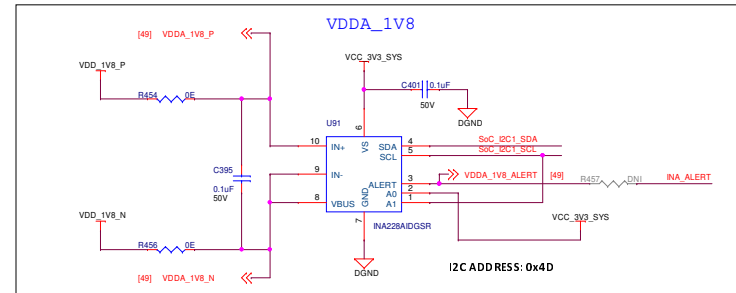 VDDA_1V8
[49] VDDA_1V8_P
VDD_1V8_P
VCC_3V3_SYS
R454 0E
C401 0.1uF
50V
DGND
U91
6
VS
10 IN+
SDA 4 SoC_I2C1_SDA
SCL 5 SoC_I2C1_SCL
C395
0.1uF
50V
9 IN-
ALERT 3 VDDA_1V8_ALERT [49]
R457 DNI INA_ALERT
A0 2
8 VBUS
GND
A1 1
VDD_1V8_N
VCC_3V3_SYS
7
INA228AIDGSR
R456 0E
DGND
I2C ADDRESS: 0x4D
[49] VDDA_1V8_N